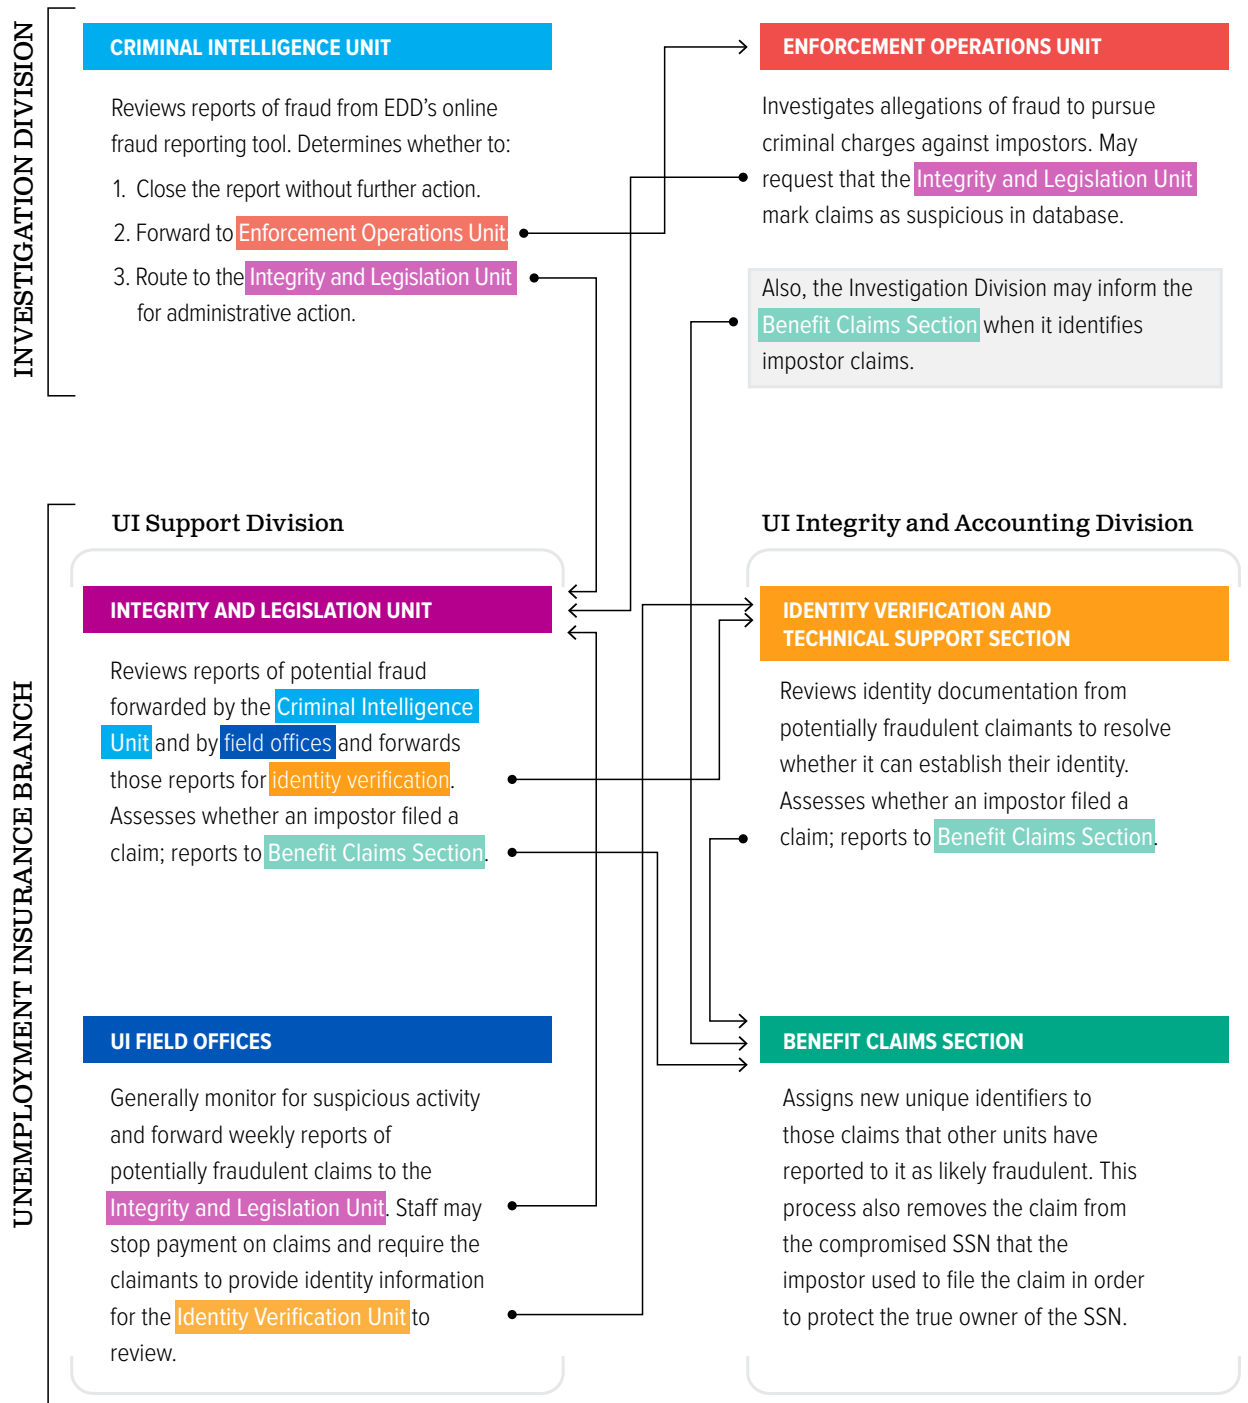 INVESTIGATION DIVISION
CRIMINAL INTELLIGENCE UNIT
Reviews reports of fraud from EDD’s online
fraud reporting tool. Determines whether to:
1. Close the report without further action.
2. Forward to Enforcement Operations Unit.
3. Route to the Integrity and Legislation Unit
for administrative action.
ENFORCEMENT OPERATIONS UNIT
Investigates allegations of fraud to pursue
criminal charges against impostors. May
request that the Integrity and Legislation Unit
mark claims as suspicious in database.
Also, the Investigation Division may inform the
Benefit Claims Section when it identifies
impostor claims.
UNEMPLOYMENT INSURANCE BRANCH
UI Support Division
INTEGRITY AND LEGISLATION UNIT
Reviews reports of potential fraud
forwarded by the Criminal Intelligence
Unit and by field offices and forwards
those reports for identity verification.
Assesses whether an impostor filed a
claim; reports to Benefit Claims Section.
UI FIELD OFFICES
Generally monitor for suspicious activity
and forward weekly reports of
potentially fraudulent claims to the
Integrity and Legislation Unit. Staff may
stop payment on claims and require the
claimants to provide identity information
for the Identity Verification Unit to
review.
UI Integrity and Accounting Division
IDENTITY VERIFICATION AND
TECHNICAL SUPPORT SECTION
Reviews identity documentation from
potentially fraudulent claimants to resolve
whether it can establish their identity.
Assesses whether an impostor filed a
claim; reports to Benefit Claims Section.
BENEFIT CLAIMS SECTION
Assigns new unique identifiers to
those claims that other units have
reported to it as likely fraudulent. This
process also removes the claim from
the compromised SSN that the
impostor used to file the claim in order
to protect the true owner of the SSN.